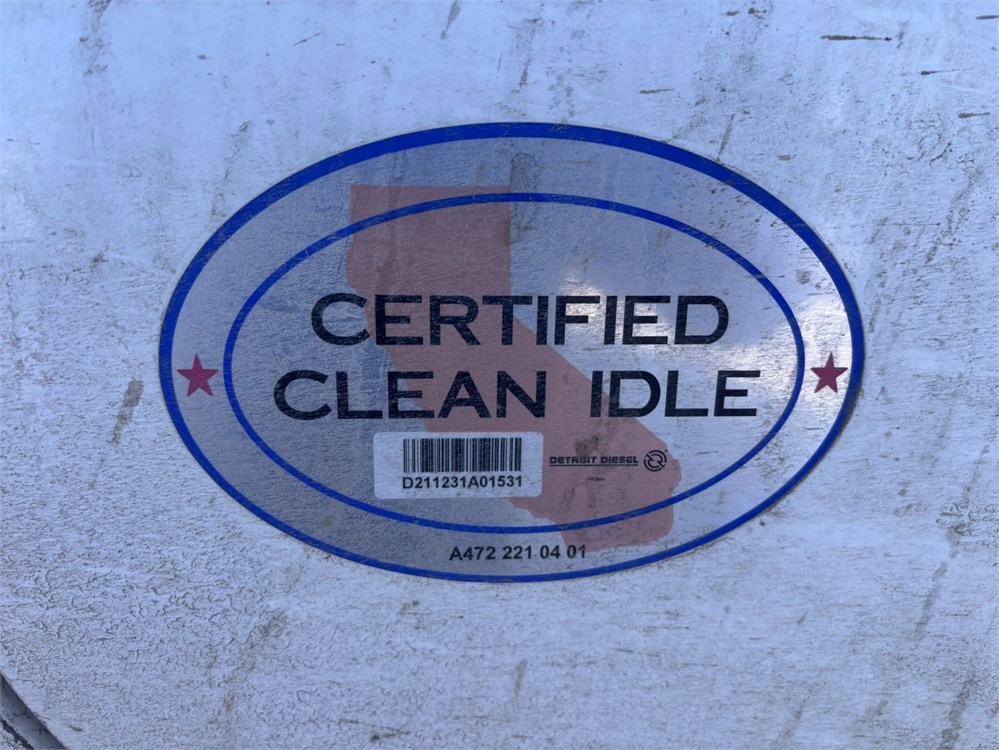 CERTIFIED
CLEAN IDLE
D211231A01531
DETROIT DIESEL
A472 221 04 01